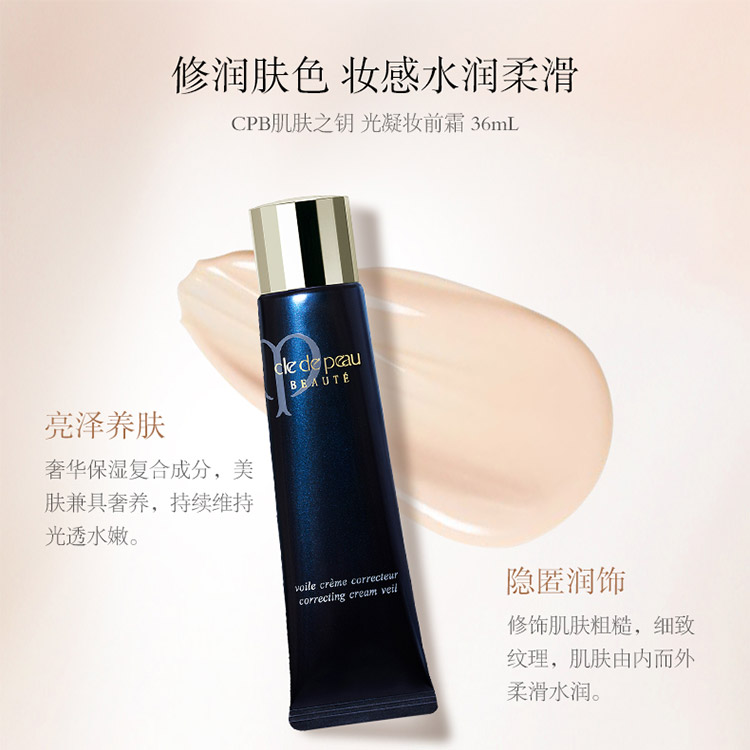 修润肤色 妆感水润柔滑
CPB肌肤之钥 光凝妆前霜 36mL
cle de peau
BEAUTÉ
亮泽养肤
奢华保湿复合成分，美
肤兼具奢养，持续维持
光透水嫩。
voile crème correcteur
correcting cream veil
隐匿润饰
修饰肌肤粗糙，细致
纹理，肌肤由内而外
柔滑水润。